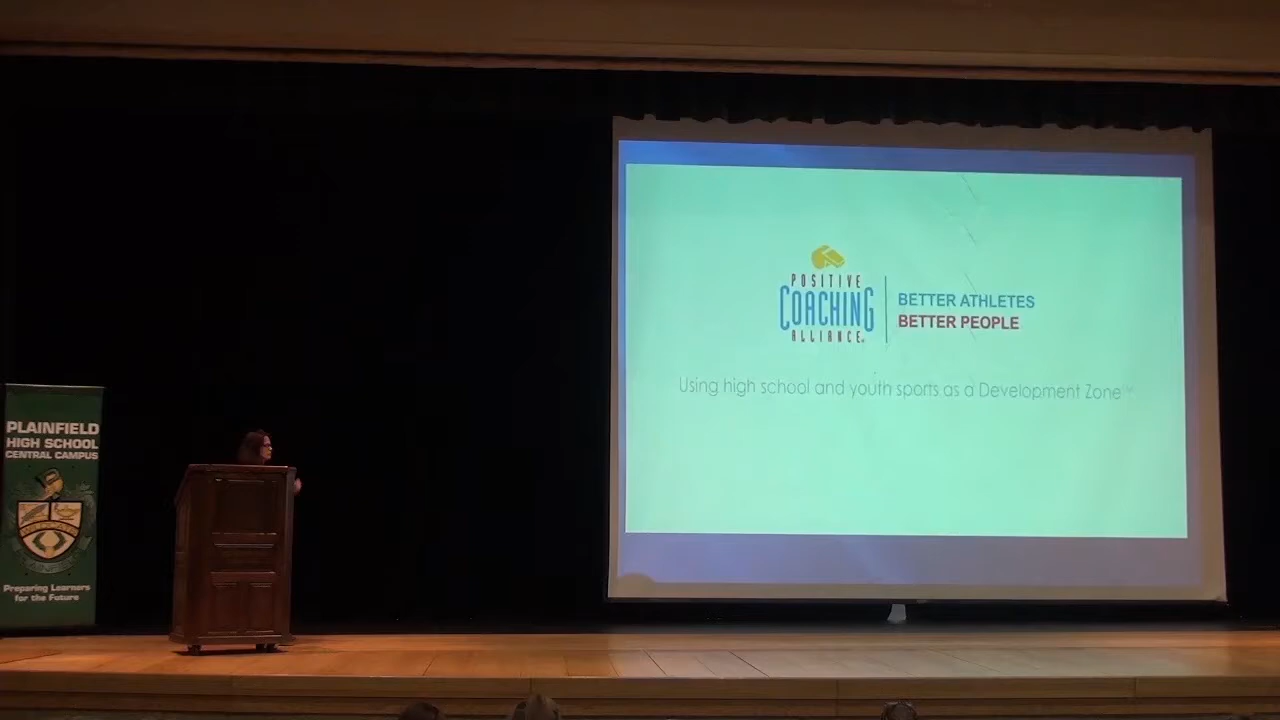 POSITIVE
COACHING
ALLIANCE
BETTER ATHLETES
BETTER PEOPLE
Using high school and youth sports as a Development Zone
PLAINFIELD
HIGH SCHOOL
CENTRAL CAMPUS
Preparing Learners
for the Future